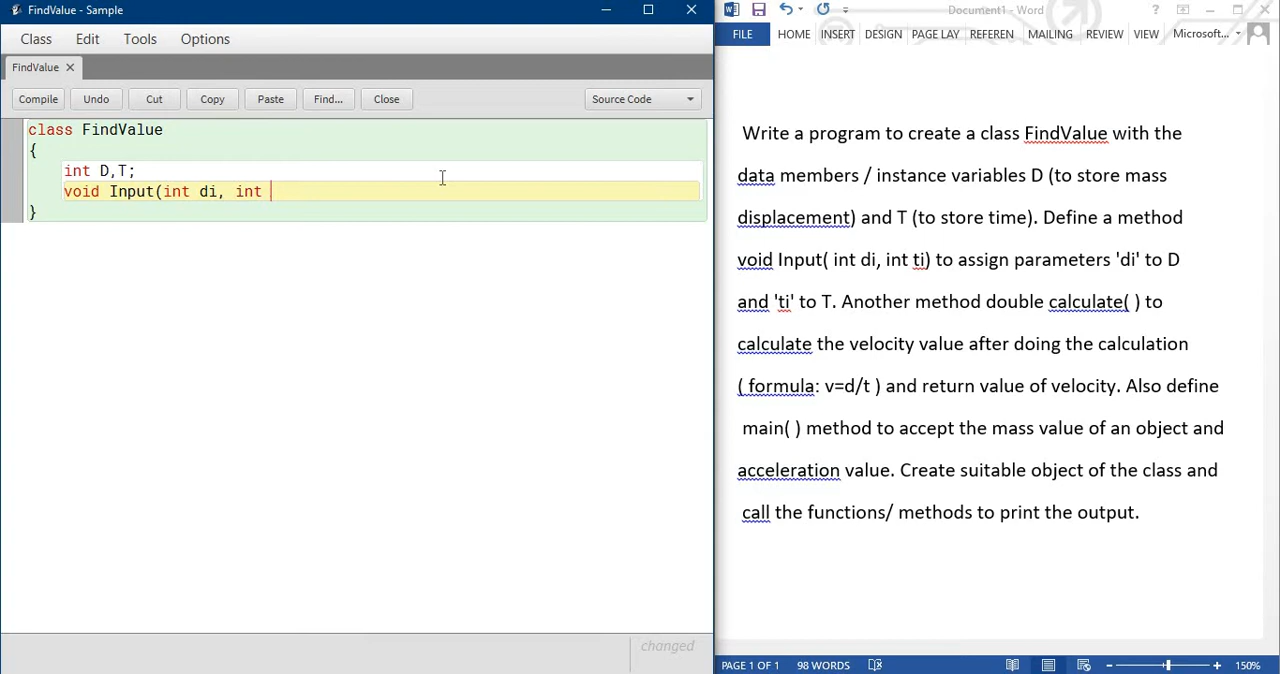 FindValue - Sample
Class Edit Tools Options
FindValue
Compile Undo Cut Copy Paste Find... Close Source Code
class FindValue
{
int D,T;
void Input(int di, int
}
changed
Document1 - Word
FILE HOME INSERT DESIGN PAGE LAY REFEREN MAILING REVIEW VIEW Microsoft...
Write a program to create a class FindValue with the
data members / instance variables D (to store mass
displacement) and T (to store time). Define a method
void Input( int di, int ti) to assign parameters 'di' to D
and 'ti' to T. Another method double calculate( ) to
calculate the velocity value after doing the calculation
( formula: v=d/t ) and return value of velocity. Also define
main( ) method to accept the mass value of an object and
acceleration value. Create suitable object of the class and
call the functions/ methods to print the output.
PAGE 1 OF 1 98 WORDS 150%